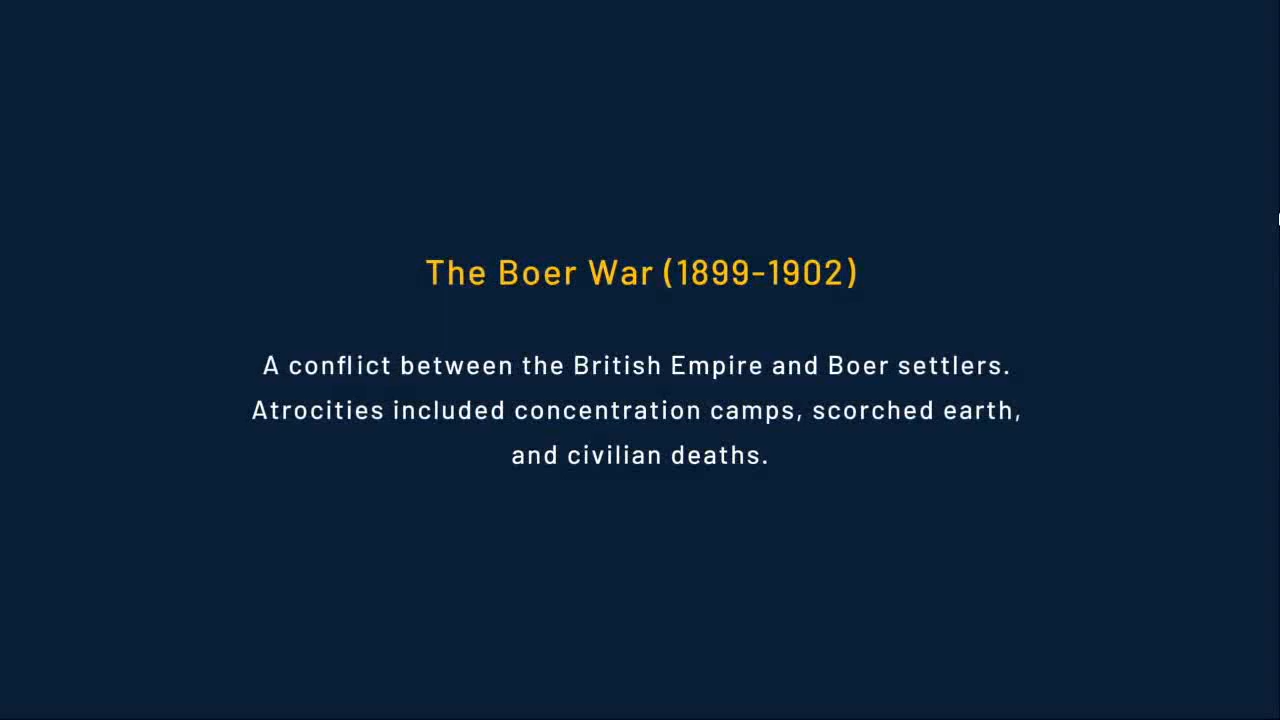 The Boer War (1899-1902)
A conflict between the British Empire and Boer settlers.
Atrocities included concentration camps, scorched earth,
and civilian deaths.